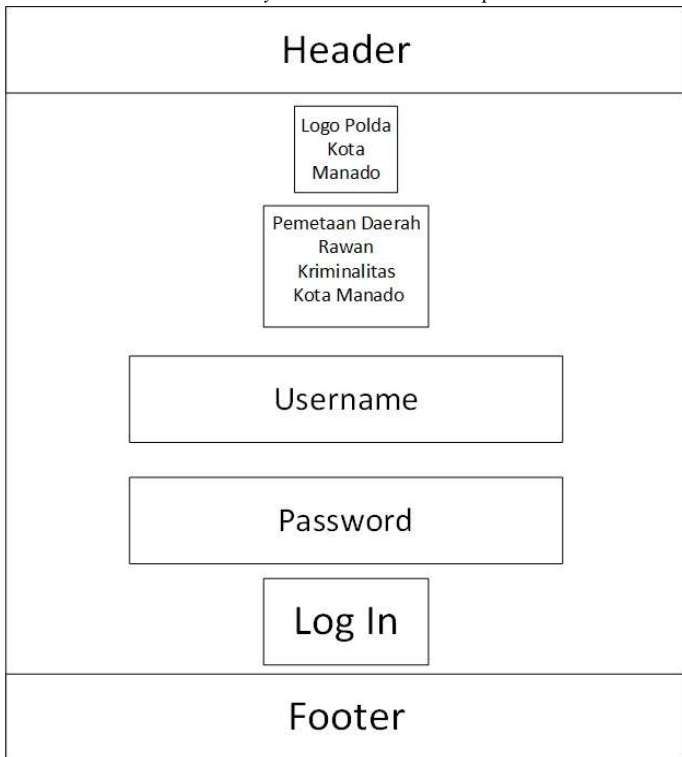 Header
Logo Polda
Kota
Manado
Pemetaan Daerah
Rawan
Kriminalitas
Kota Manado
Username
Password
Log In
Footer